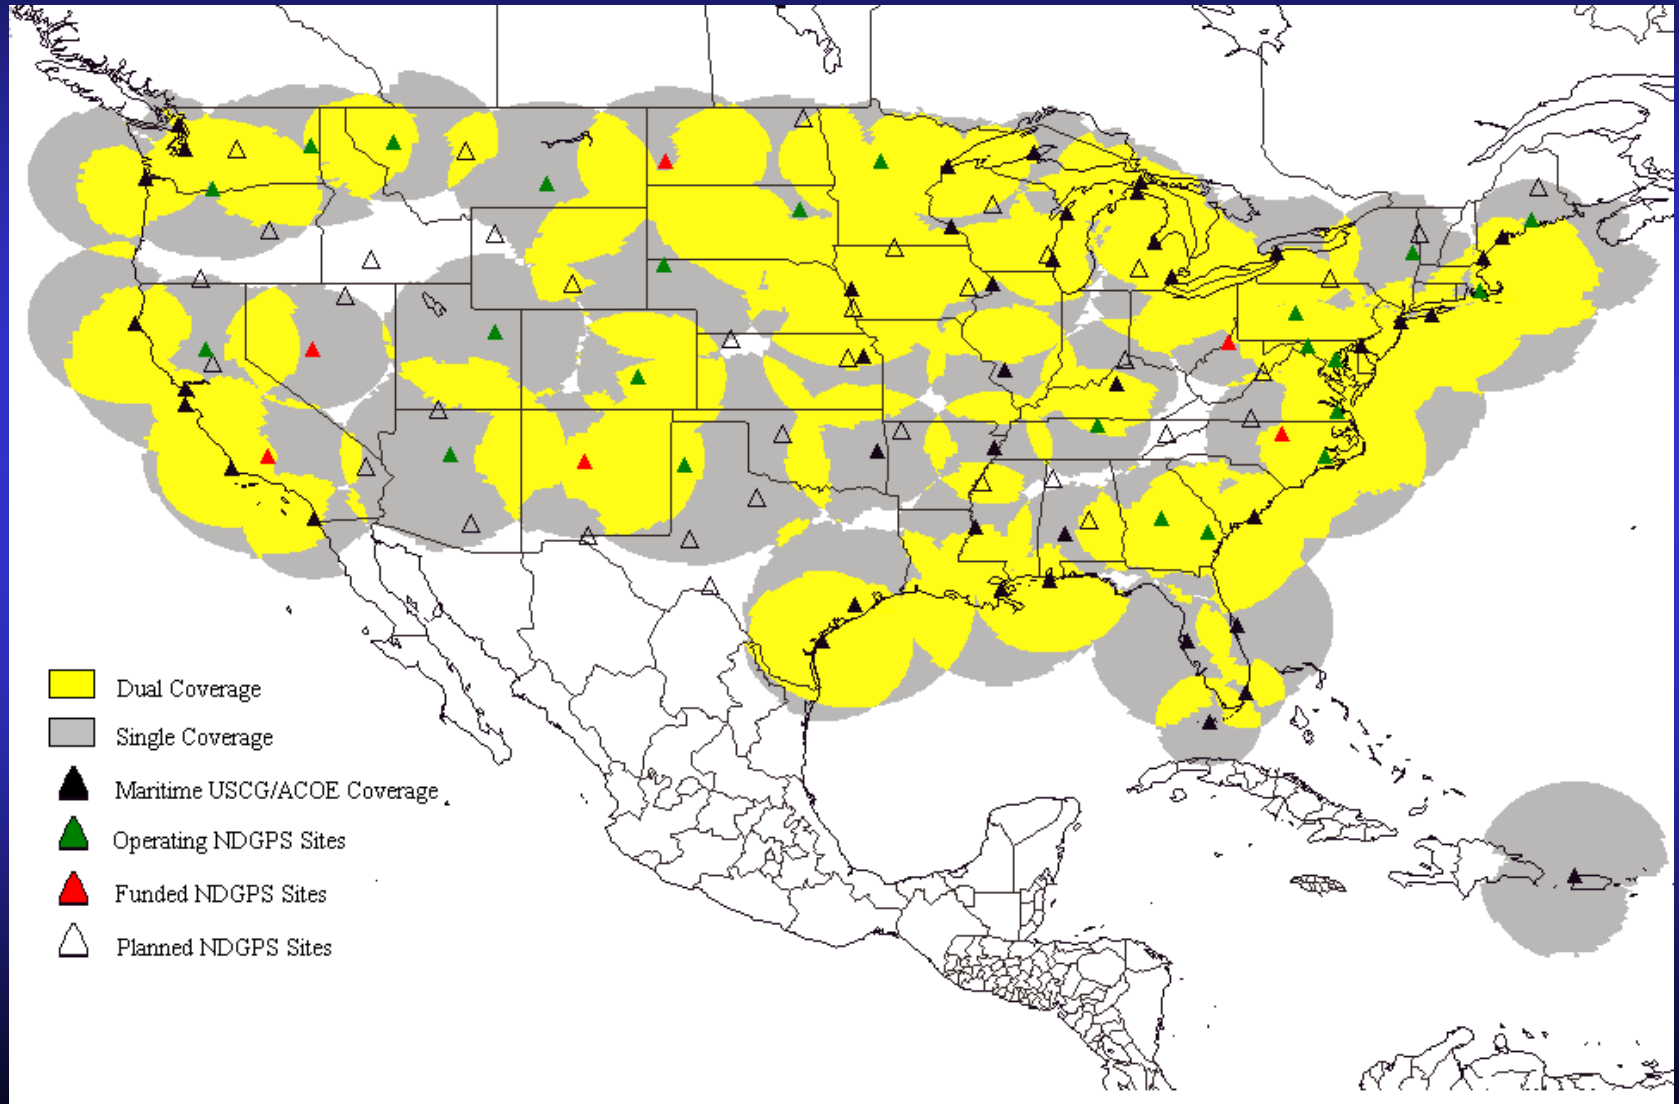 Dual Coverage
Single Coverage
Maritime USCG/ACOE Coverage
Operating NDGPS Sites
Funded NDGPS Sites
Planned NDGPS Sites